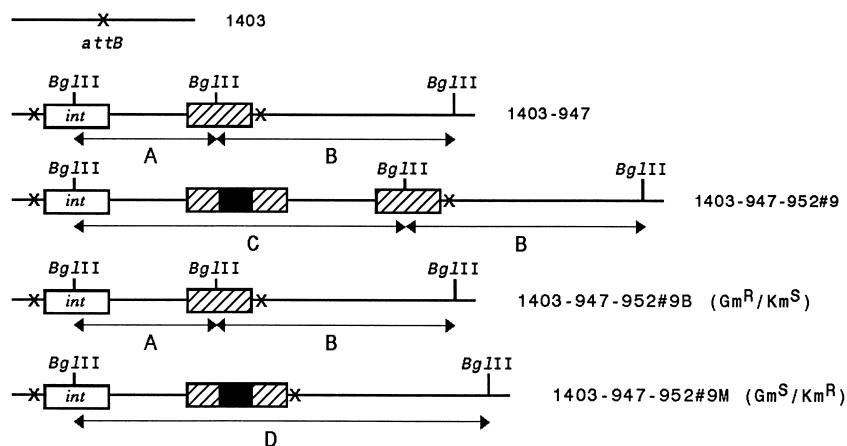 1403
attB
BglII BglII BglII
int
1403-947
A B
BglII BglII BglII
int
1403-947-952#9
C B
BglII BglII BglII
int
1403-947-952#9B (GmR/KmS)
A B
BglII BglII
int
1403-947-952#9M (GmS/KmR)
D